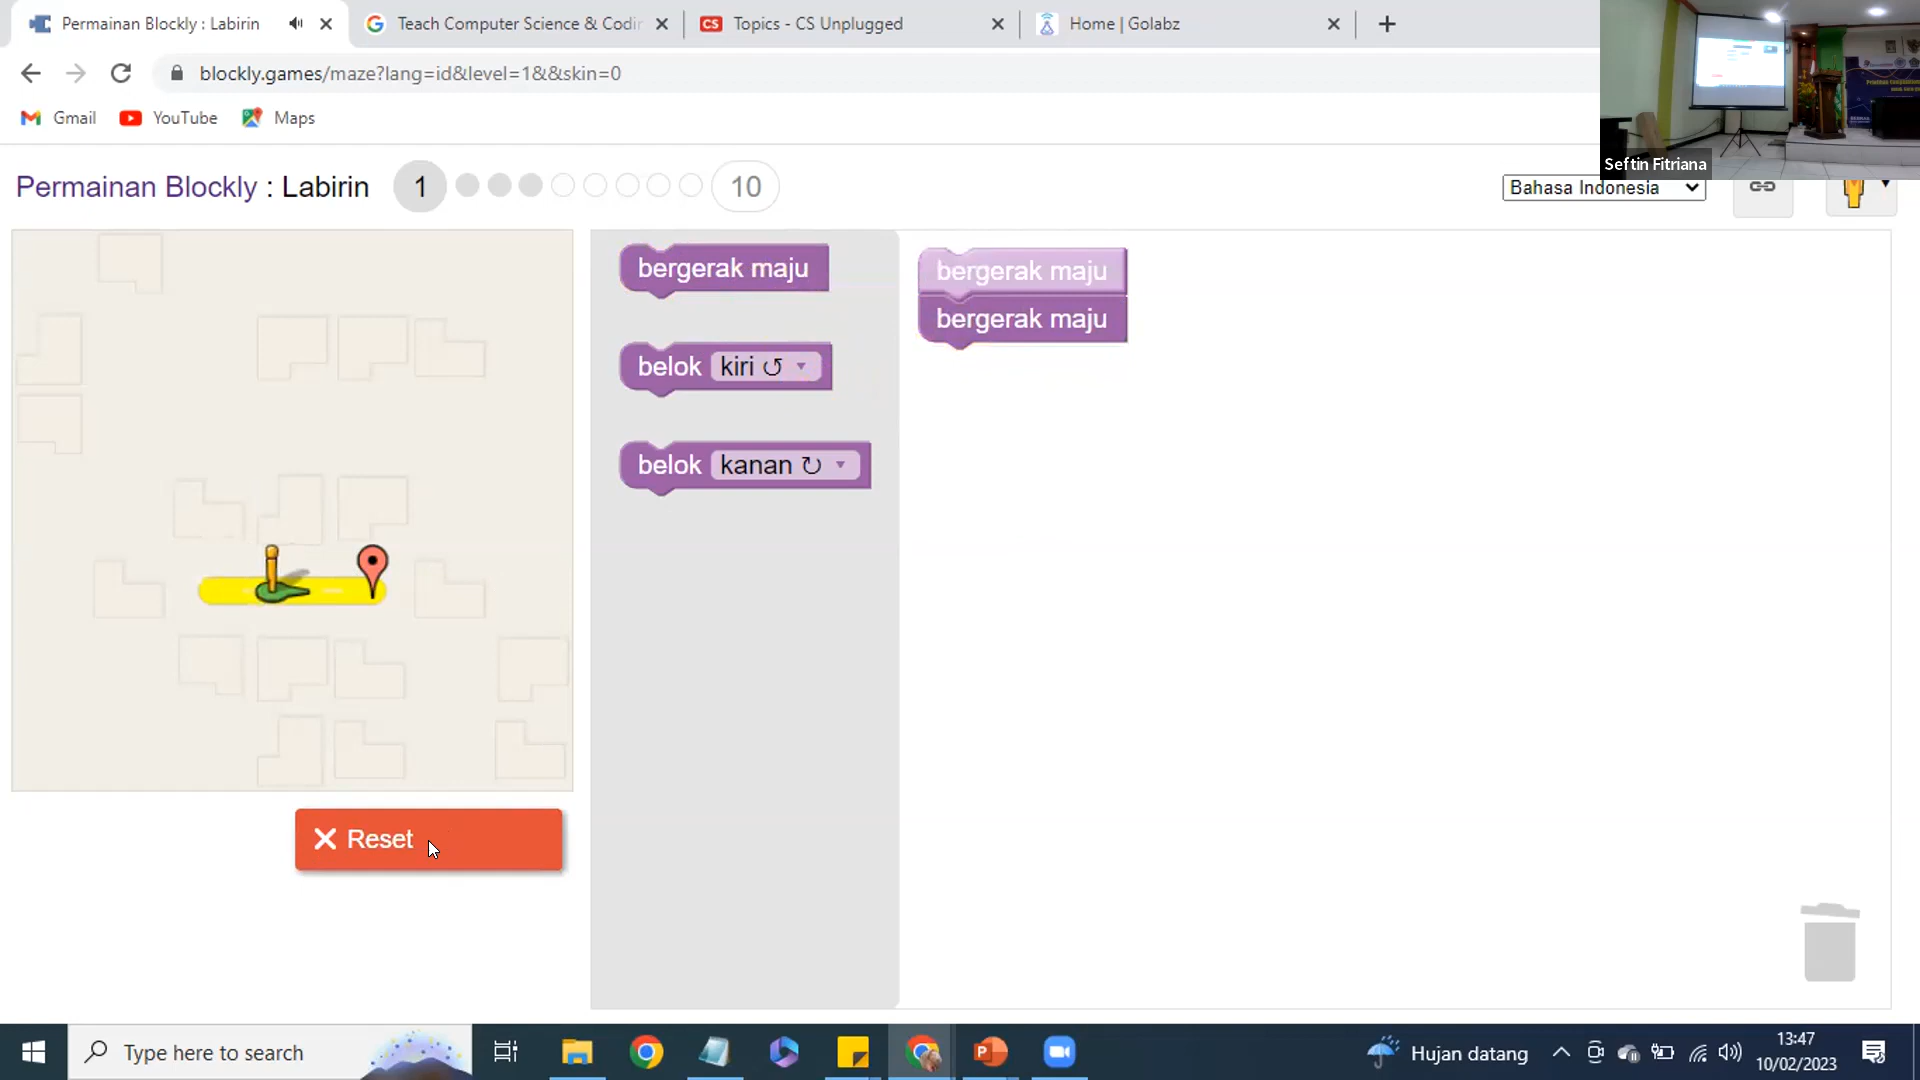 Permainan Blockly : Labirin
Teach Computer Science & Codin
CS
Topics - CS Unplugged
Home | Golabz
blockly.games/maze?lang=id&level=1&&skin=0
Gmail
YouTube
Maps
Seftin Fitriana
Permainan Blockly : Labirin
1
10
Bahasa Indonesia
bergerak maju
belok kiri
belok kanan
bergerak maju
bergerak maju
Reset
Type here to search
Hujan datang
13:47
10/02/2023